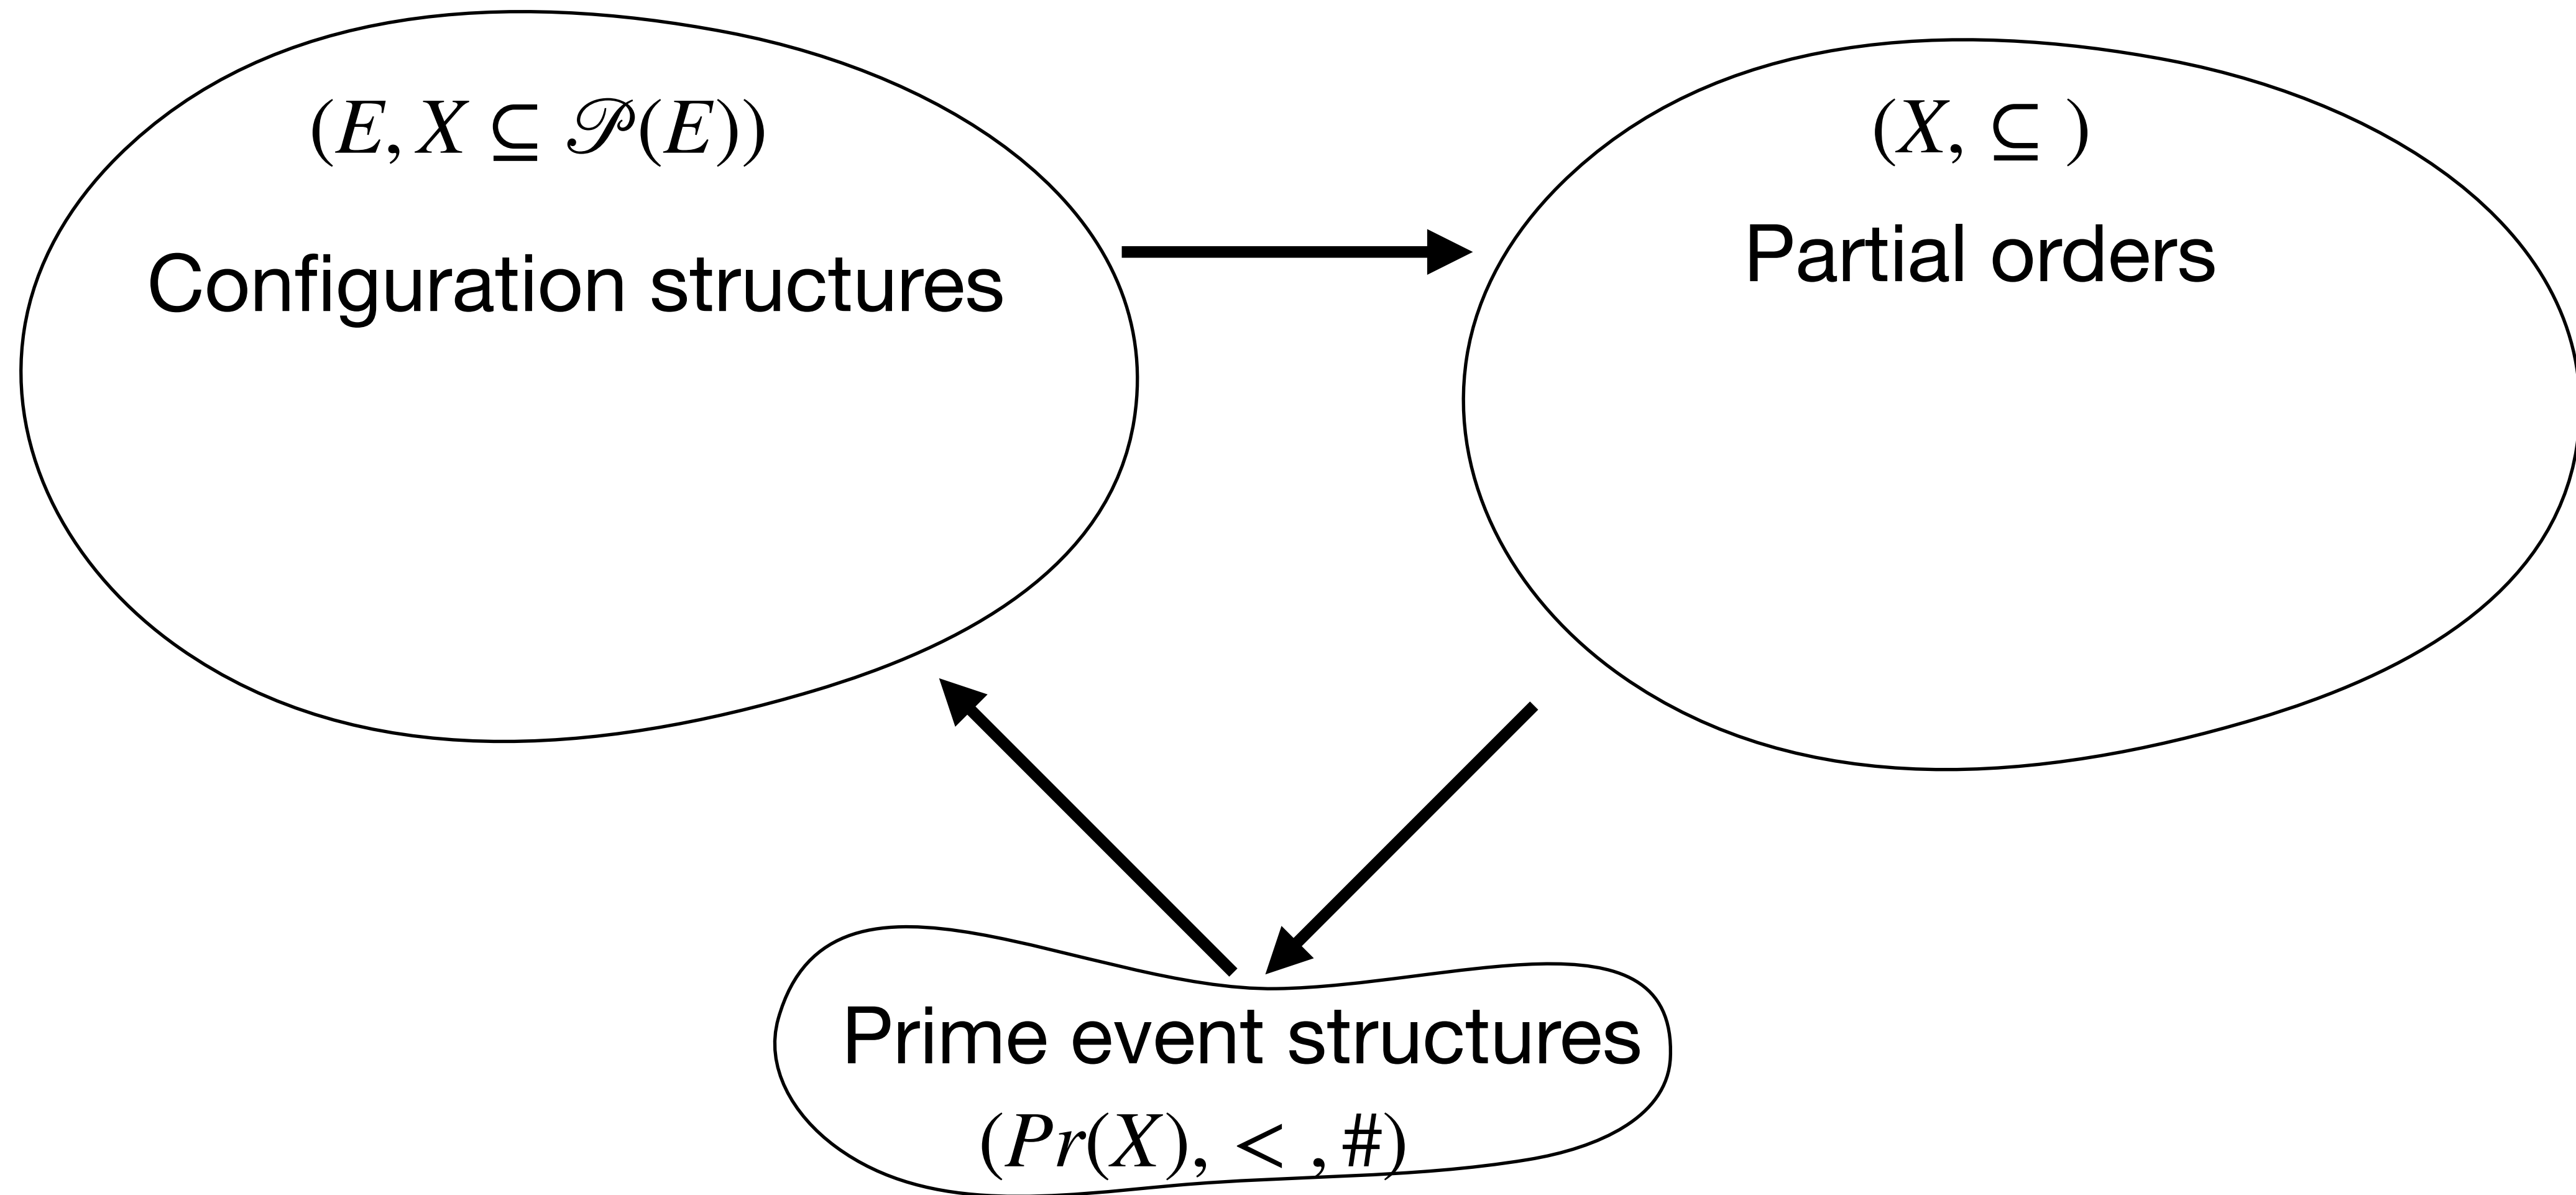 (E, X ⊆ 𝒫(E))
Configuration structures
(X, ⊆ )
Partial orders
Prime event structures
(Pr(X), < , #)